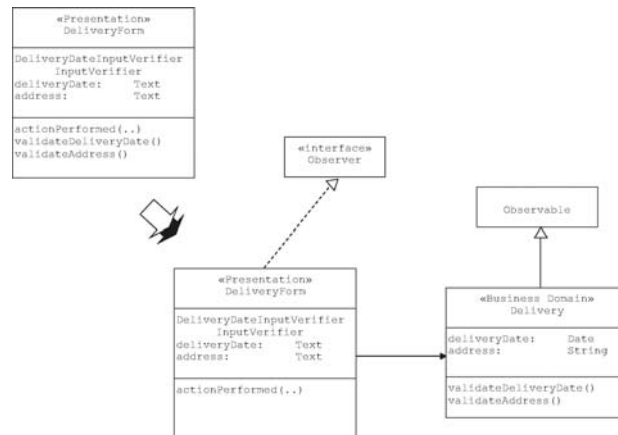 «Presentation»
DeliveryForm
DeliveryDateInputVerifier
InputVerifier
deliveryDate: Text
address: Text
actionPerformed(..)
validateDeliveryDate()
validateAddress()
«interface»
Observer
Observable
«Presentation»
DeliveryForm
DeliveryDateInputVerifier
InputVerifier
deliveryDate: Text
address: Text
actionPerformed(..)
«Business Domain»
Delivery
deliveryDate: Date
address: String
validateDeliveryDate()
validateAddress()